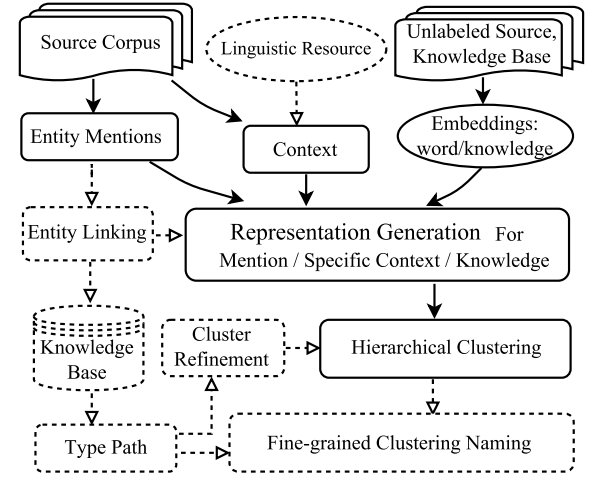 Source Corpus
Linguistic Resource
Unlabeled Source,
Knowledge Base
Entity Mentions
Context
Embeddings:
word/knowledge
Entity Linking
Representation Generation For
Mention / Specific Context / Knowledge
Knowledge
Base
Cluster
Refinement
Hierarchical Clustering
Type Path
Fine-grained Clustering Naming